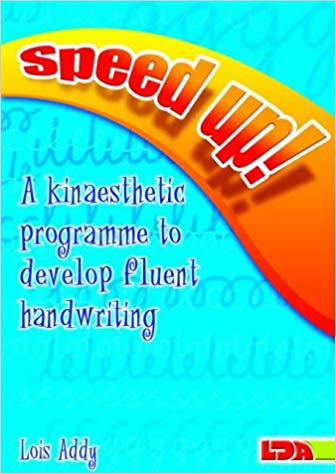 speed up!
A kinaesthetic
programme to
develop fluent
handwriting
Lois Addy
LDA